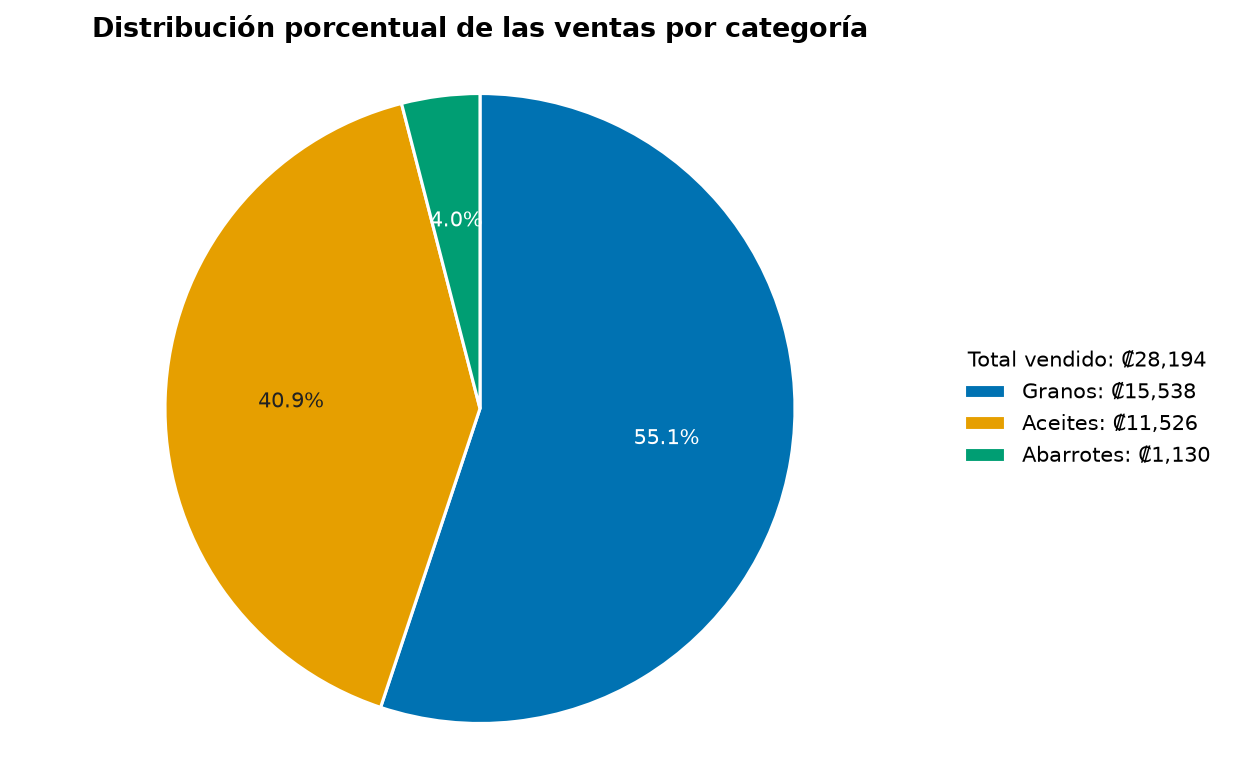 Distribución porcentual de las ventas por categoría
4.0%
40.9%
55.1%
Total vendido: ₡28,194
Granos: ₡15,538
Aceites: ₡11,526
Abarrotes: ₡1,130